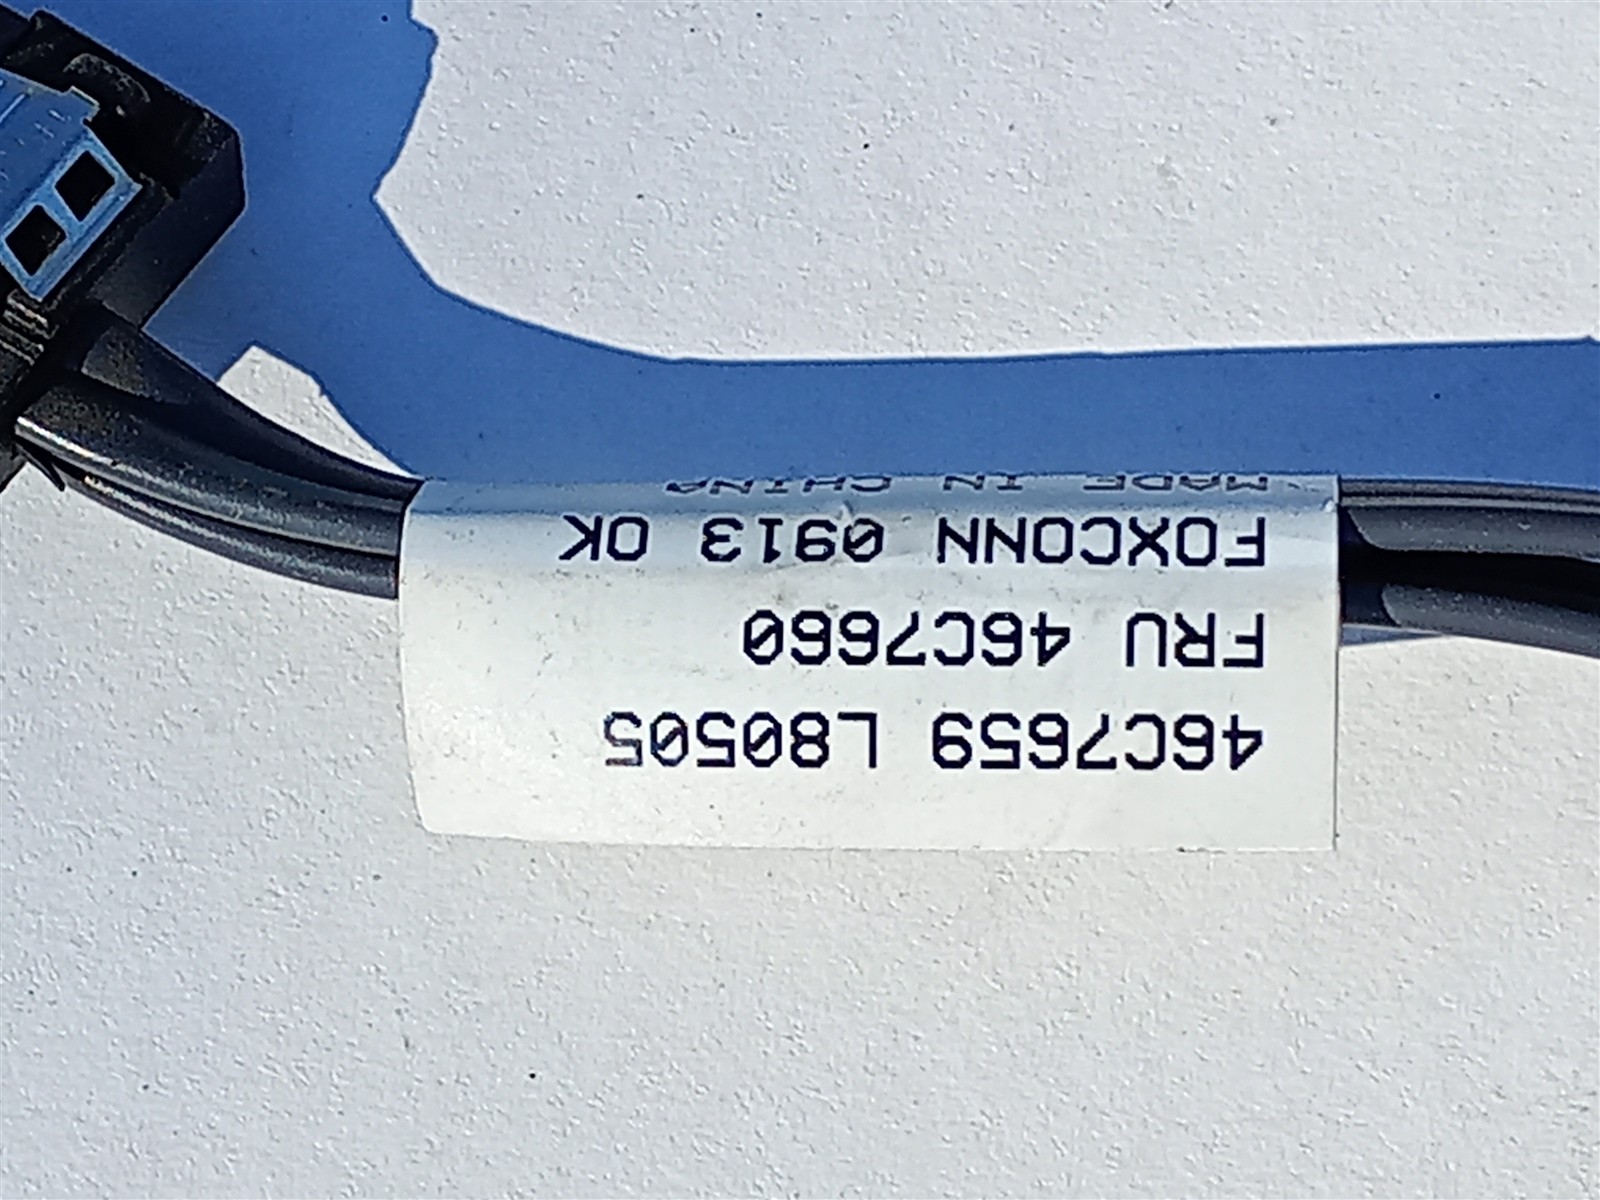 46C7659 L80505
FRU 46C7660
FOXCONN 0913 OK
MADE IN CHINA